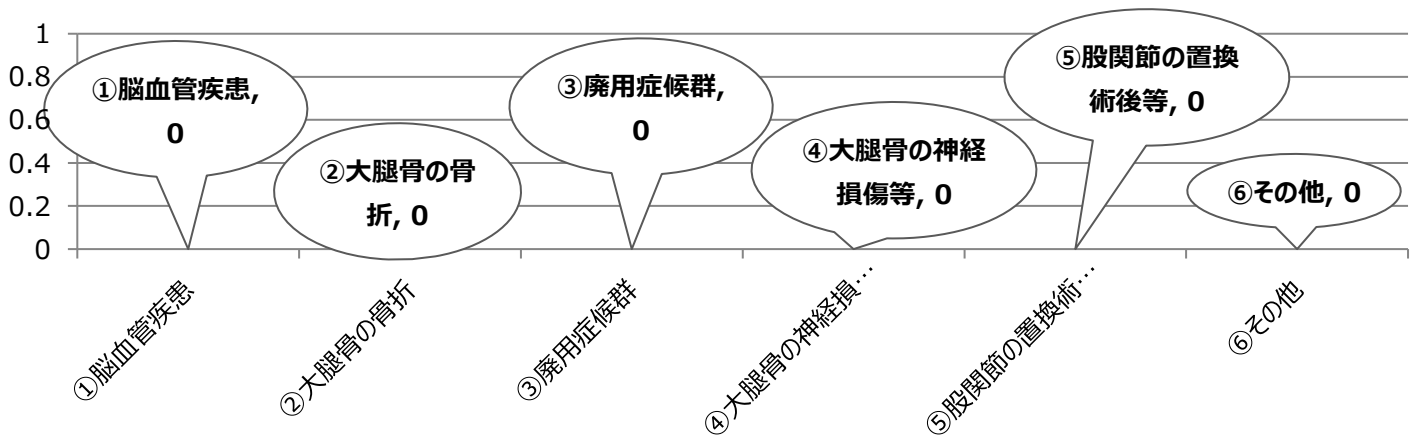 1
0.8
0.6
0.4
0.2
0
①脳血管疾患,
0
②大腿骨の骨
折, 0
③廃用症候群,
0
④大腿骨の神経
損傷等, 0
⑤股関節の置換
術後等, 0
⑥その他, 0
①脳血管疾患
②大腿骨の骨折
③廃用症候群
④大腿骨の神経損…
⑤股関節の置換術…
⑥その他